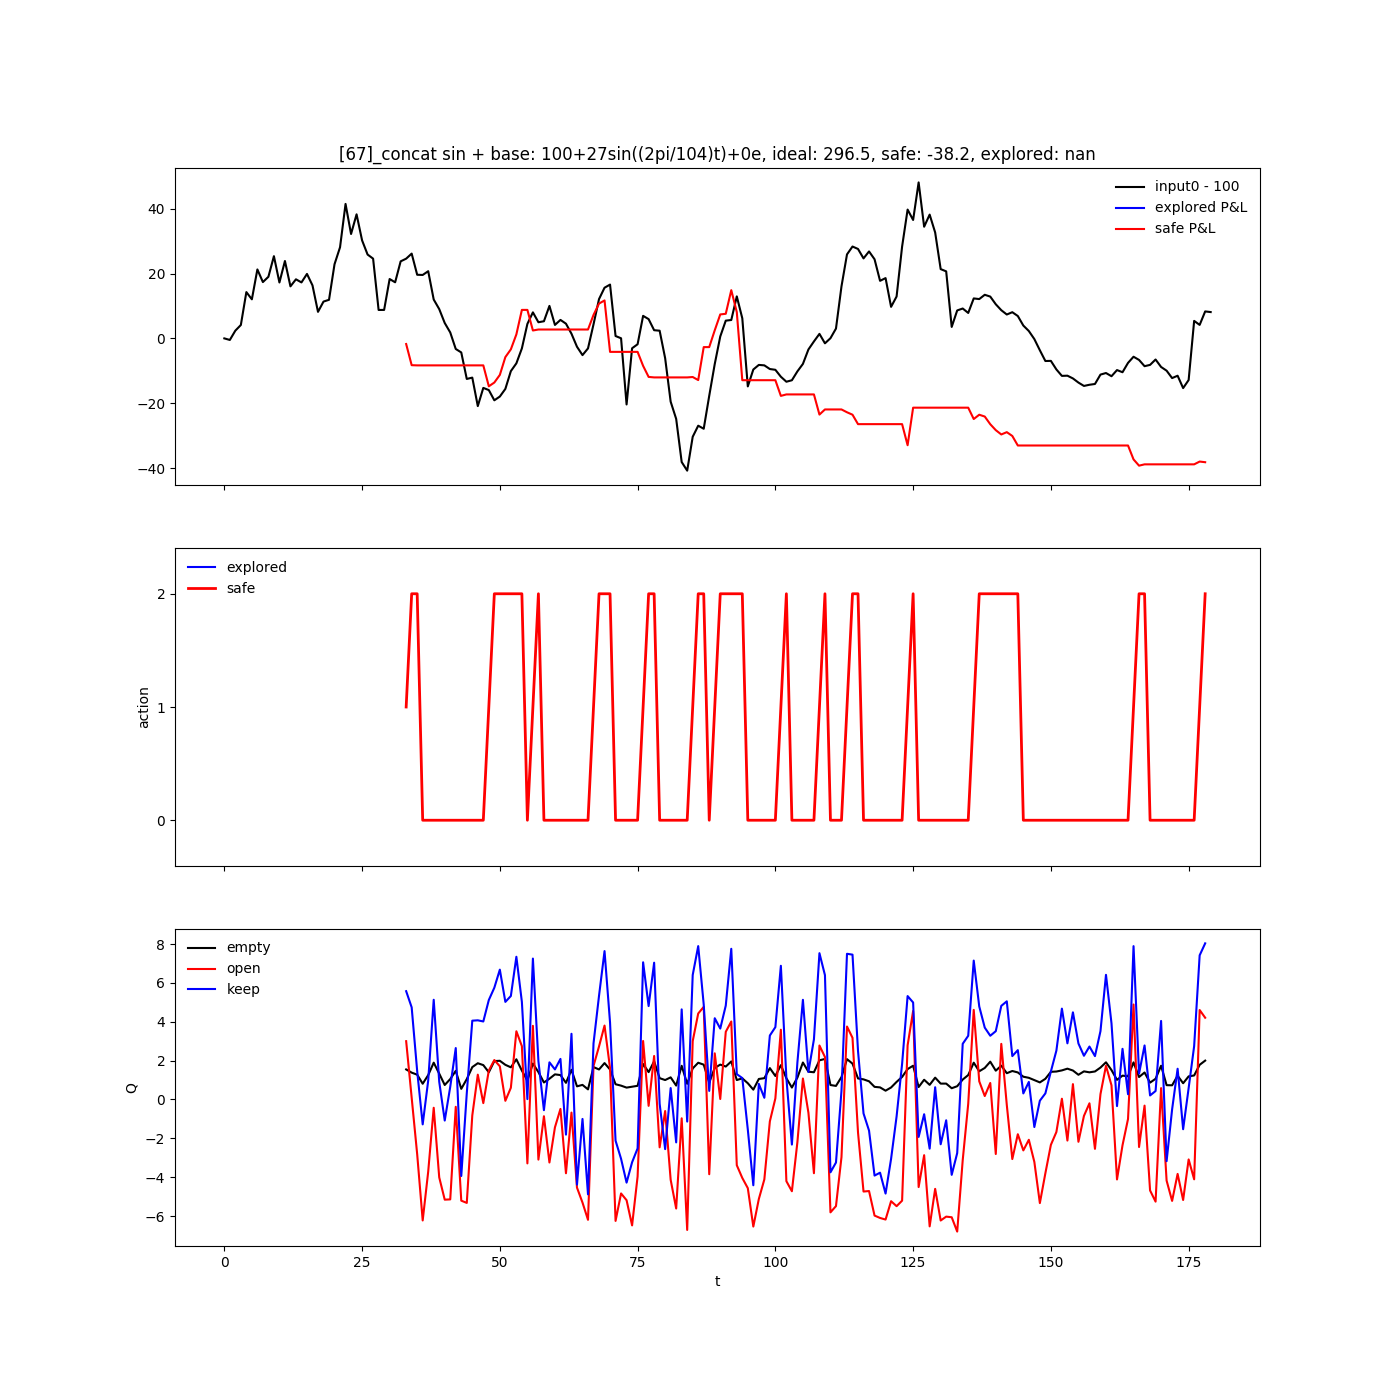 [67]_concat sin + base: 100+27sin((2pi/104)t)+0e, ideal: 296.5, safe: -38.2, explored: nan
input0 - 100
explored P&L
safe P&L
40
20
0
−20
−40
explored
safe
2
1
0
action
empty
open
keep
8
6
4
2
0
−2
−4
−6
Q
0 25 50 75 100 125 150 175
t